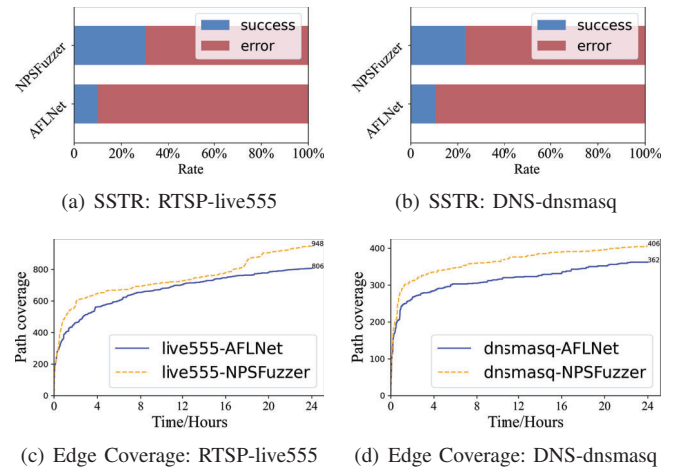 NPSFuzzer
AFLNet
success
error
0 20% 40% 60% 80% 100%
Rate
(a) SSTR: RTSP-live555
NPSFuzzer
AFLNet
success
error
0 20% 40% 60% 80% 100%
Rate
(b) SSTR: DNS-dnsmasq
Path coverage
800
600
400
200
0
948
806
live555-AFLNet
live555-NPSFuzzer
0 4 8 12 16 20 24
Time/Hours
(c) Edge Coverage: RTSP-live555
Path coverage
400
300
200
100
0
406
362
dnsmasq-AFLNet
dnsmasq-NPSFuzzer
0 4 8 12 16 20 24
Time/Hours
(d) Edge Coverage: DNS-dnsmasq